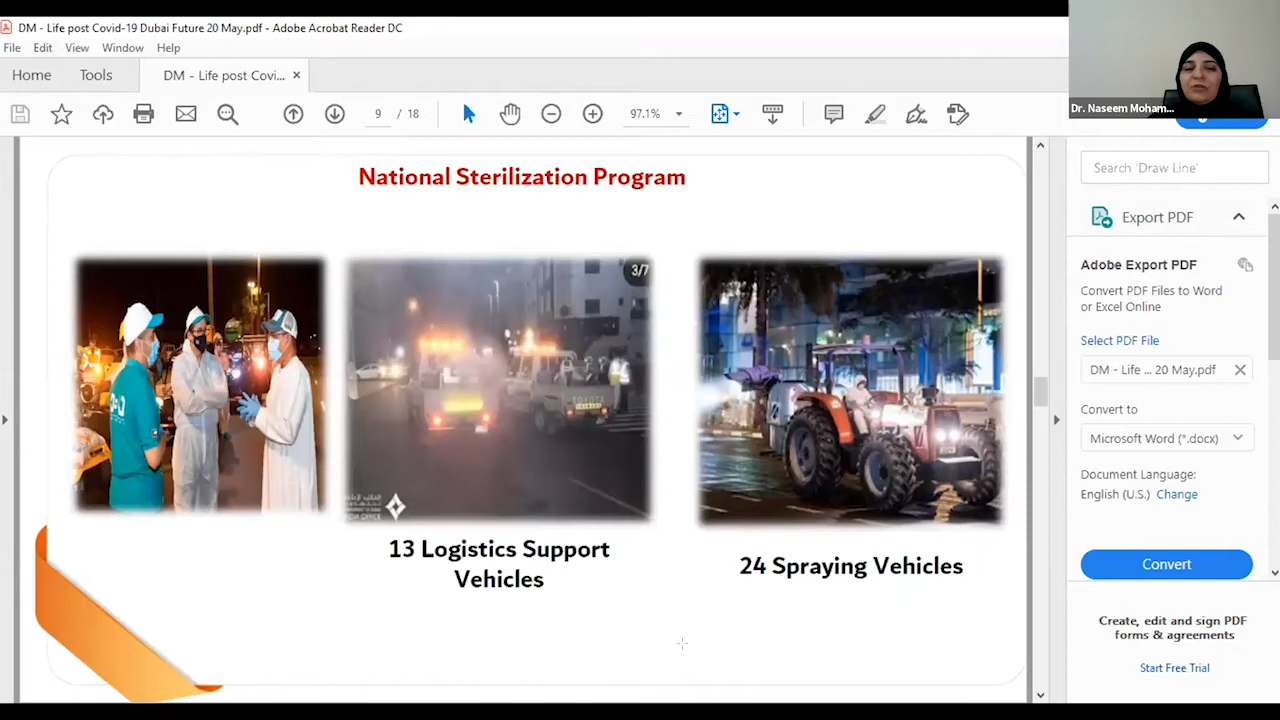 DM - Life post Covid-19 Dubai Future 20 May.pdf - Adobe Acrobat Reader DC
File Edit View Window Help
Home Tools DM - Life post Covi... ×
/ 18 97.1%
Dr. Naseem Moham...
National Sterilization Program
3/7
TOYOTA
13 Logistics Support
Vehicles
24 Spraying Vehicles
Search 'Draw Line'
Export PDF
Adobe Export PDF
Convert PDF Files to Word
or Excel Online
Select PDF File
DM - Life ... 20 May.pdf
Convert to
Microsoft Word (*.docx)
Document Language:
English (U.S.) Change
Convert
Create, edit and sign PDF
forms & agreements
Start Free Trial